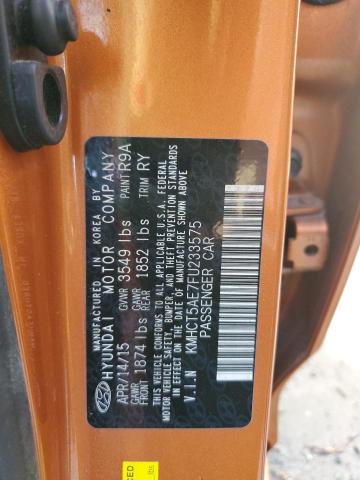 MANUFACTURED IN KOREA BY
HYUNDAI MOTOR COMPANY
APR/14/15 GVWR 3549 lbs PAINT R9A
GAWR FRONT 1874 lbs GAWR REAR 1852 lbs TRIM RY
THIS VEHICLE CONFORMS TO ALL APPLICABLE FEDERAL
MOTOR VEHICLE SAFETY, BUMPER, AND THEFT PREVENTION STANDARDS
IN EFFECT ON THE DATE OF MANUFACTURE SHOWN ABOVE
V.I.N KMHCT5AE7FU233575
PASSENGER CAR
lbs